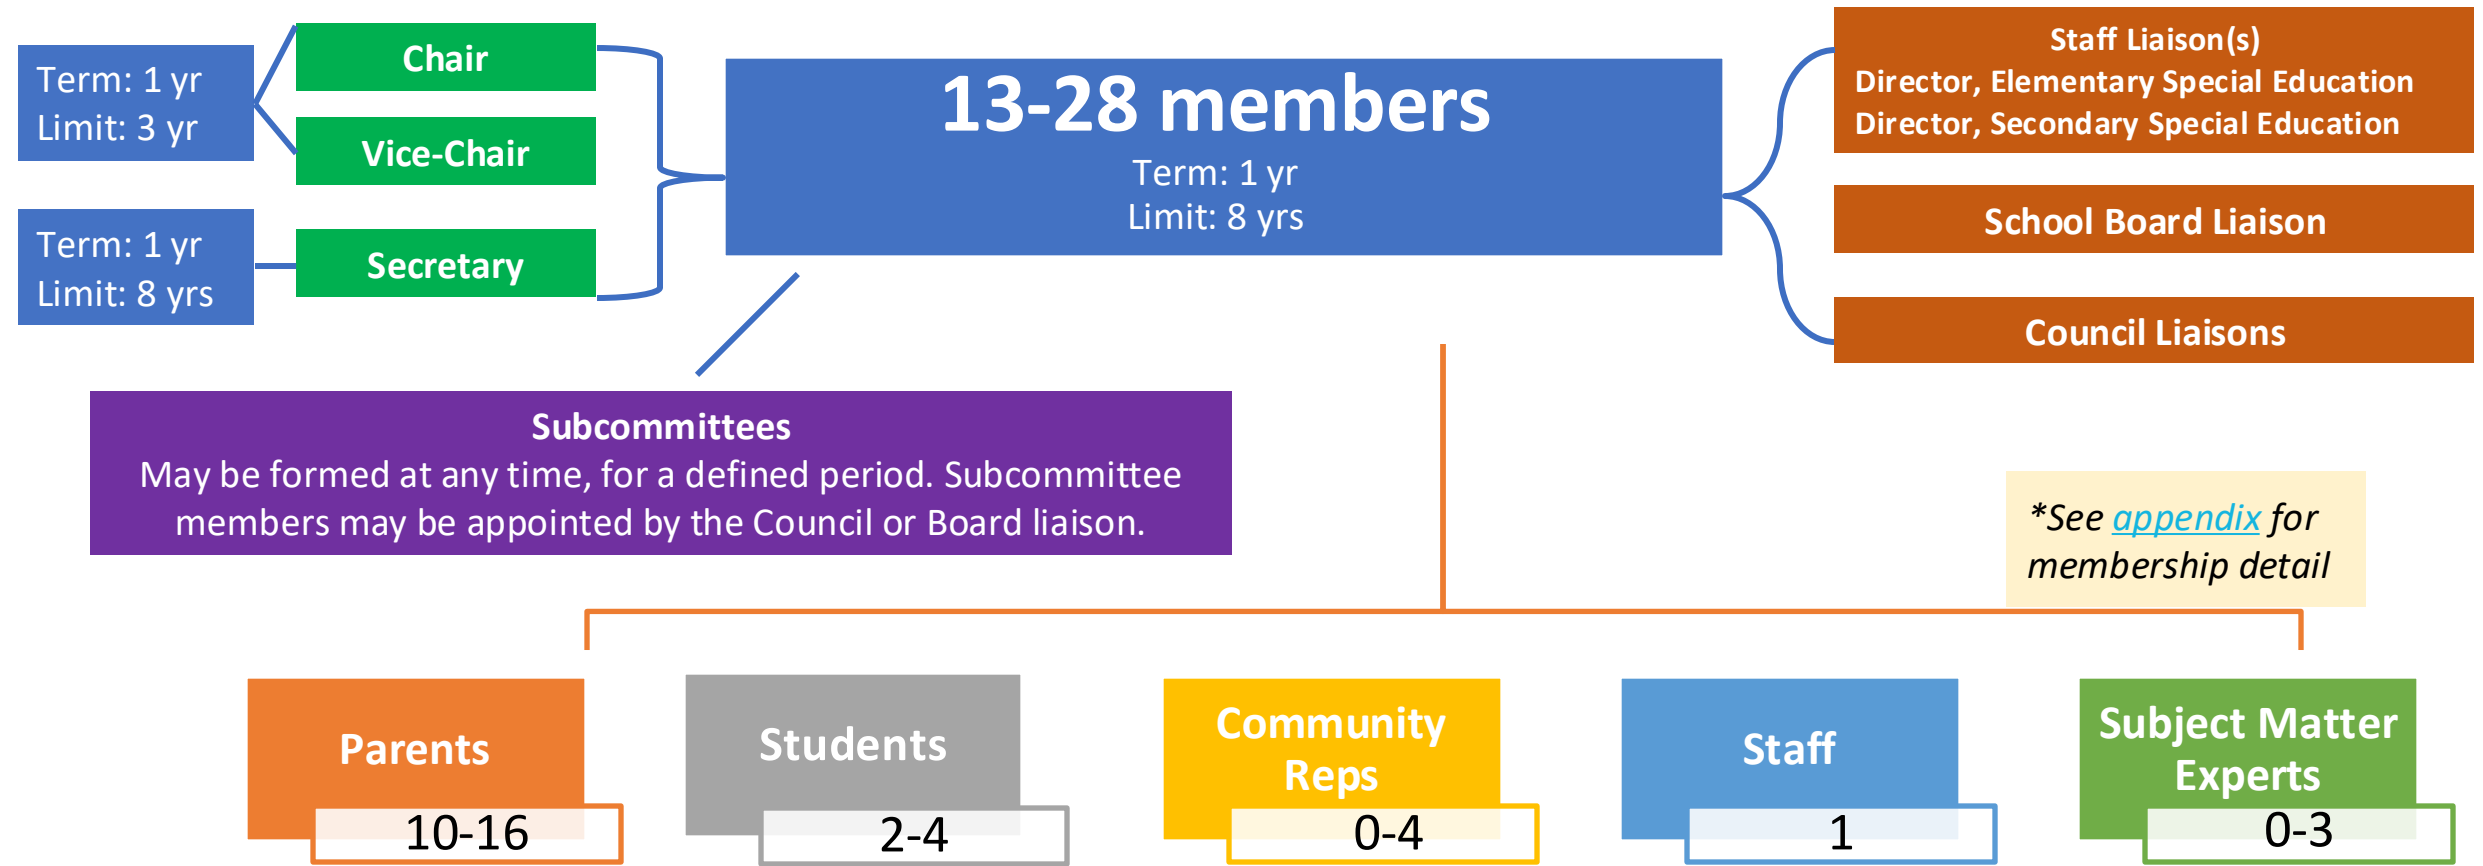 Term: 1 yr
Limit: 3 yr
Chair
Vice-Chair
Term: 1 yr
Limit: 8 yrs
Secretary
13-28 members
Term: 1 yr
Limit: 8 yrs
Staff Liaison(s)
Director, Elementary Special Education
Director, Secondary Special Education
School Board Liaison
Council Liaisons
Subcommittees
May be formed at any time, for a defined period. Subcommittee
members may be appointed by the Council or Board liaison.
*See appendix for
membership detail
Parents
10-16
Students
2-4
Community
Reps
0-4
Staff
1
Subject Matter
Experts
0-3